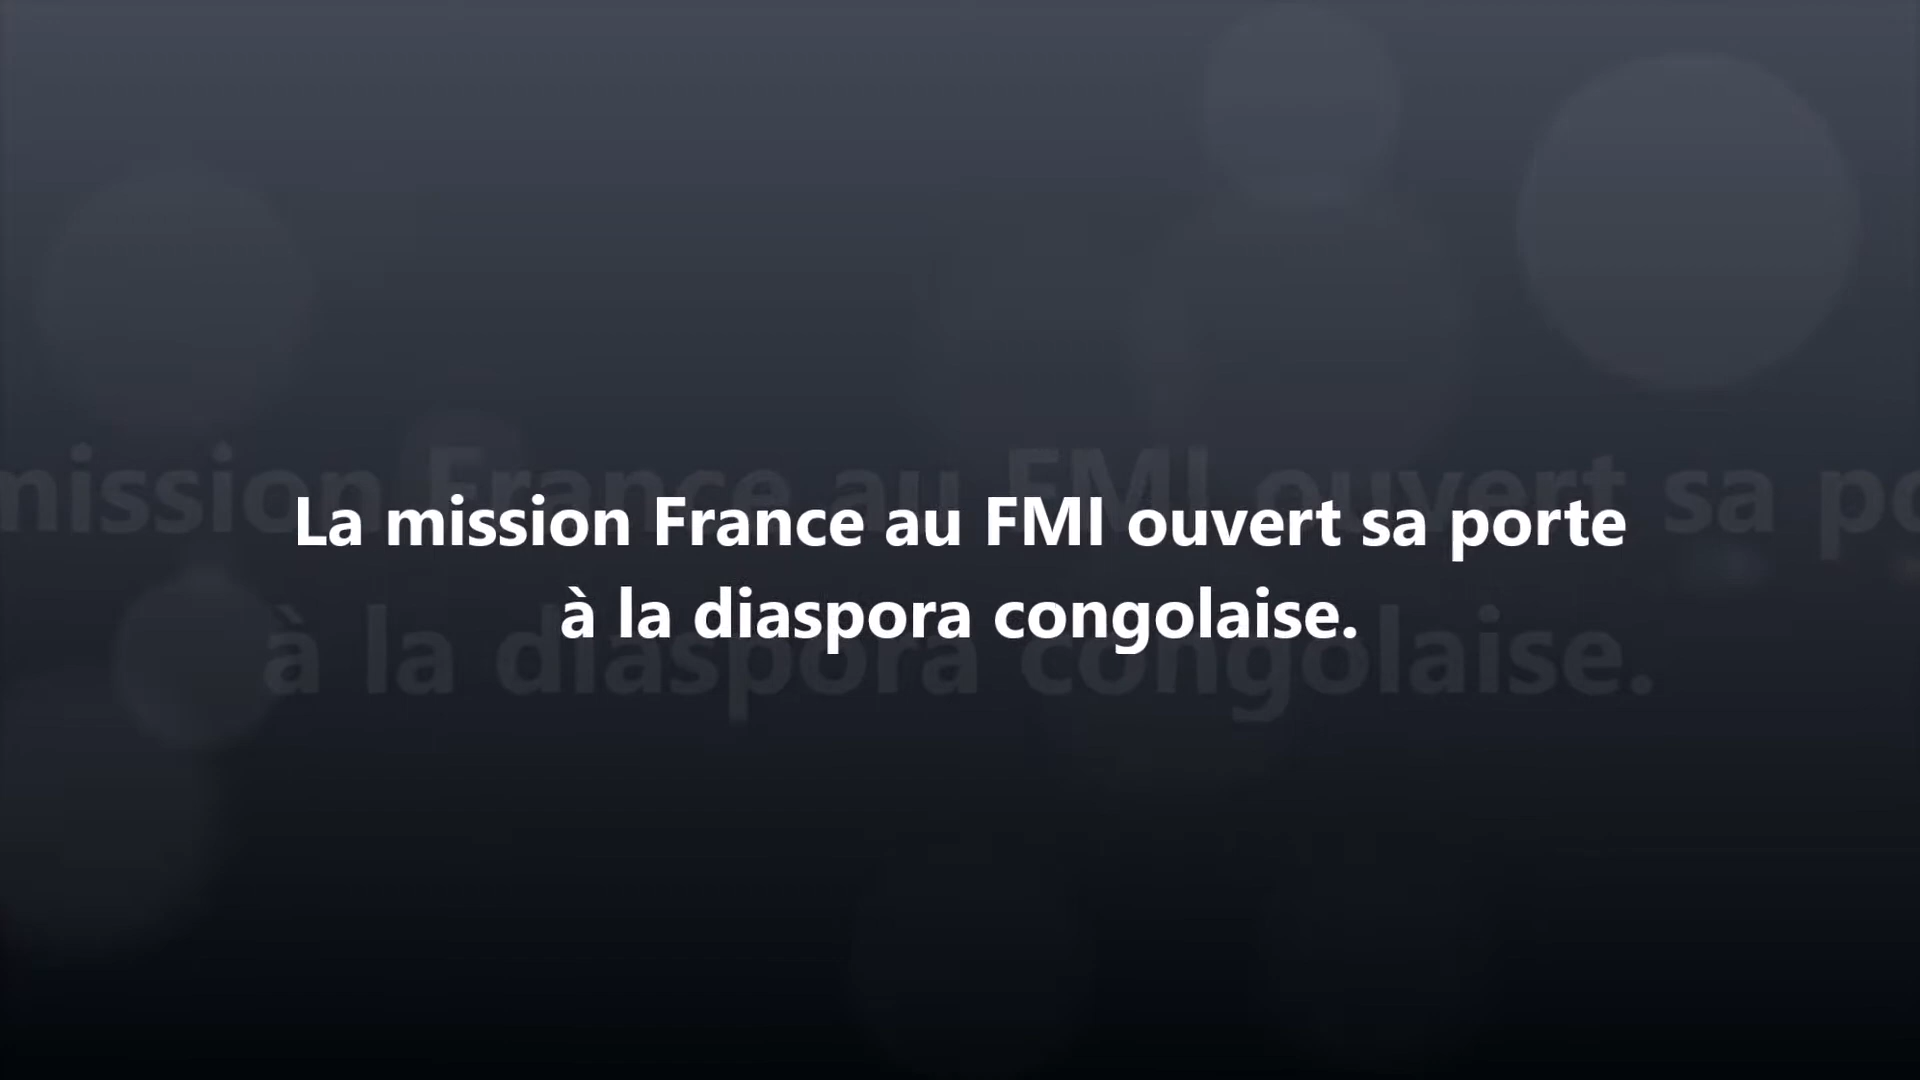 La mission France au FMI ouvert sa porte
à la diaspora congolaise.